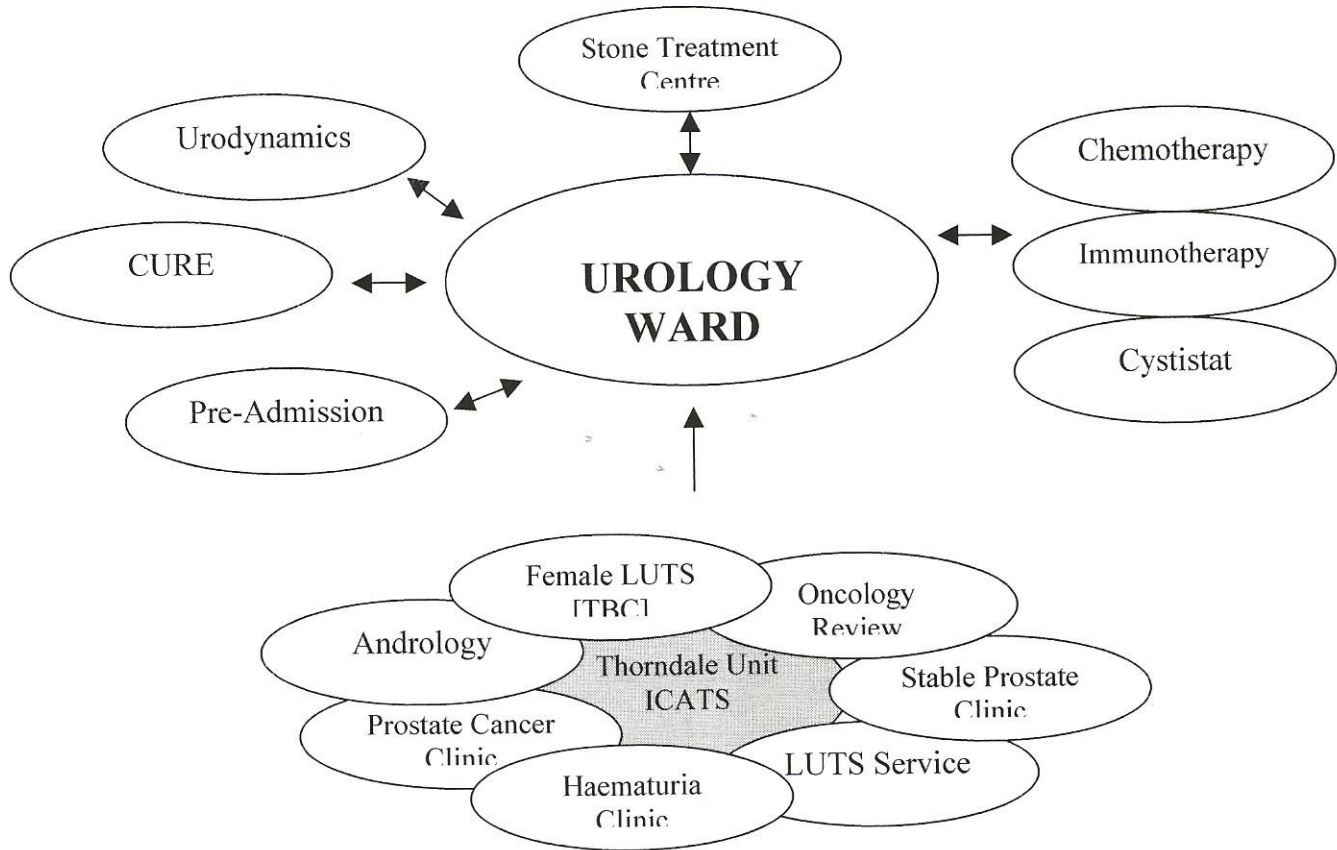 Stone Treatment
Centre
Urodynamics
Chemotherapy
CURE
UROLOGY
WARD
Immunotherapy
Cystistat
Pre-Admission
Female LUTS
[TBC]
Oncology
Review
Andrology
Thorndale Unit
ICATS
Stable Prostate
Clinic
Prostate Cancer
Clinic
LUTS Service
Haematuria
Clinic